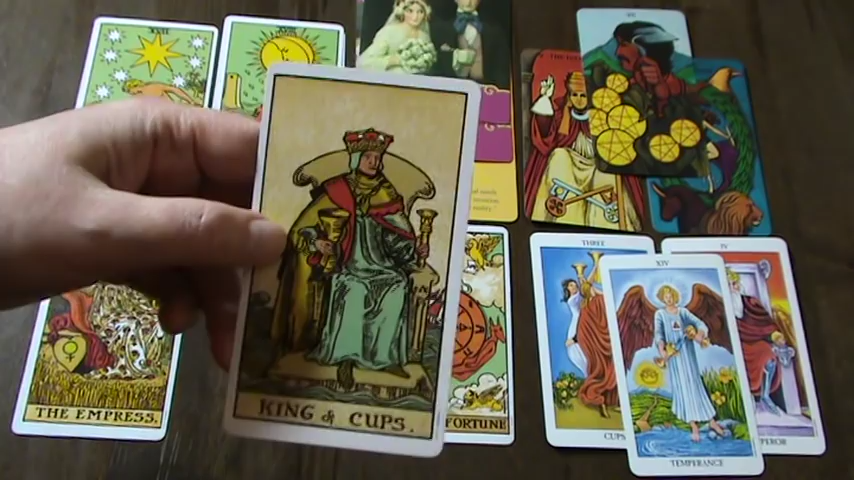 XVII
KING of CUPS.
THE EMPRESS.
FORTUNE
THREE
CUPS
XIV
TEMPERANCE
IV
PEROR